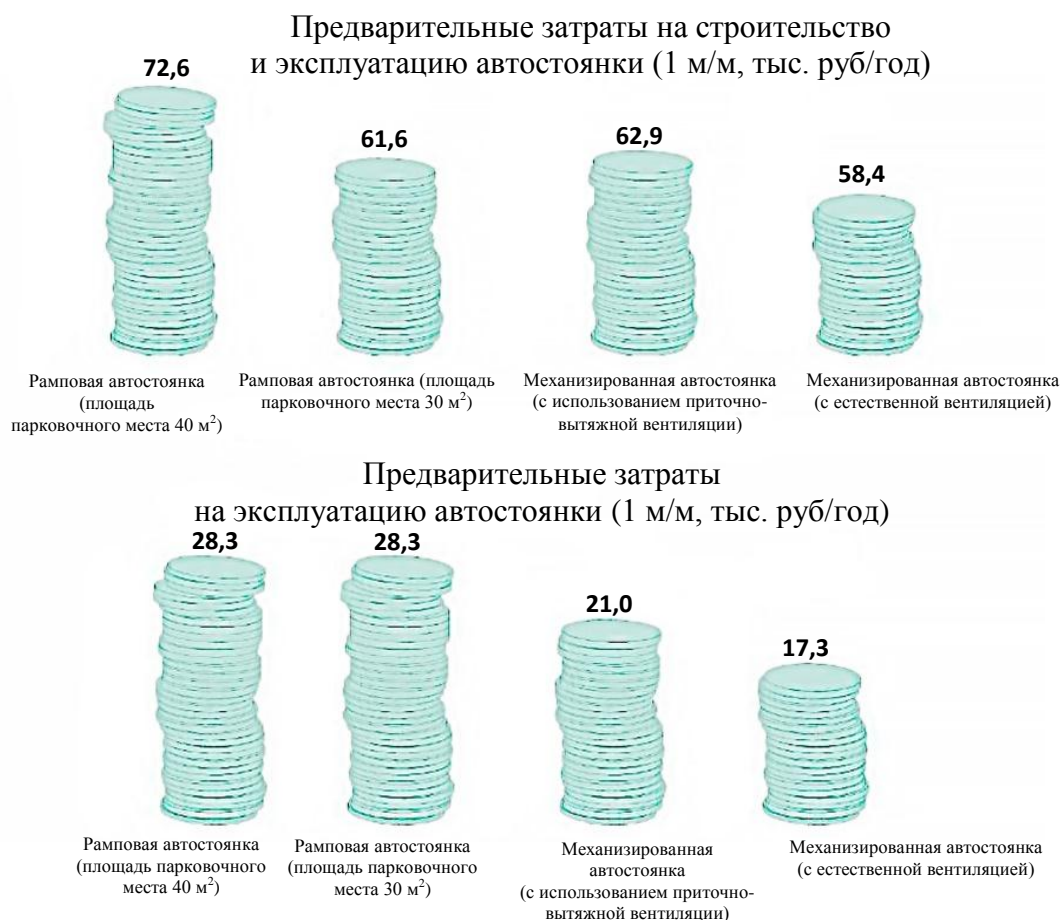 Предварительные затраты на строительство
и эксплуатацию автостоянки (1 м/м, тыс. руб/год)
72,6
61,6
62,9
58,4
Рамповая автостоянка
(площадь
парковочного места 40 м²)
Рамповая автостоянка (площадь
парковочного места 30 м²)
Механизированная автостоянка
(с использованием приточно-
вытяжной вентиляции)
Механизированная автостоянка
(с естественной вентиляцией)
Предварительные затраты
на эксплуатацию автостоянки (1 м/м, тыс. руб/год)
28,3
28,3
21,0
17,3
Рамповая автостоянка
(площадь парковочного
места 40 м²)
Рамповая автостоянка
(площадь парковочного
места 30 м²)
Механизированная
автостоянка
(с использованием приточно-
вытяжной вентиляции)
Механизированная автостоянка
(с естественной вентиляцией)